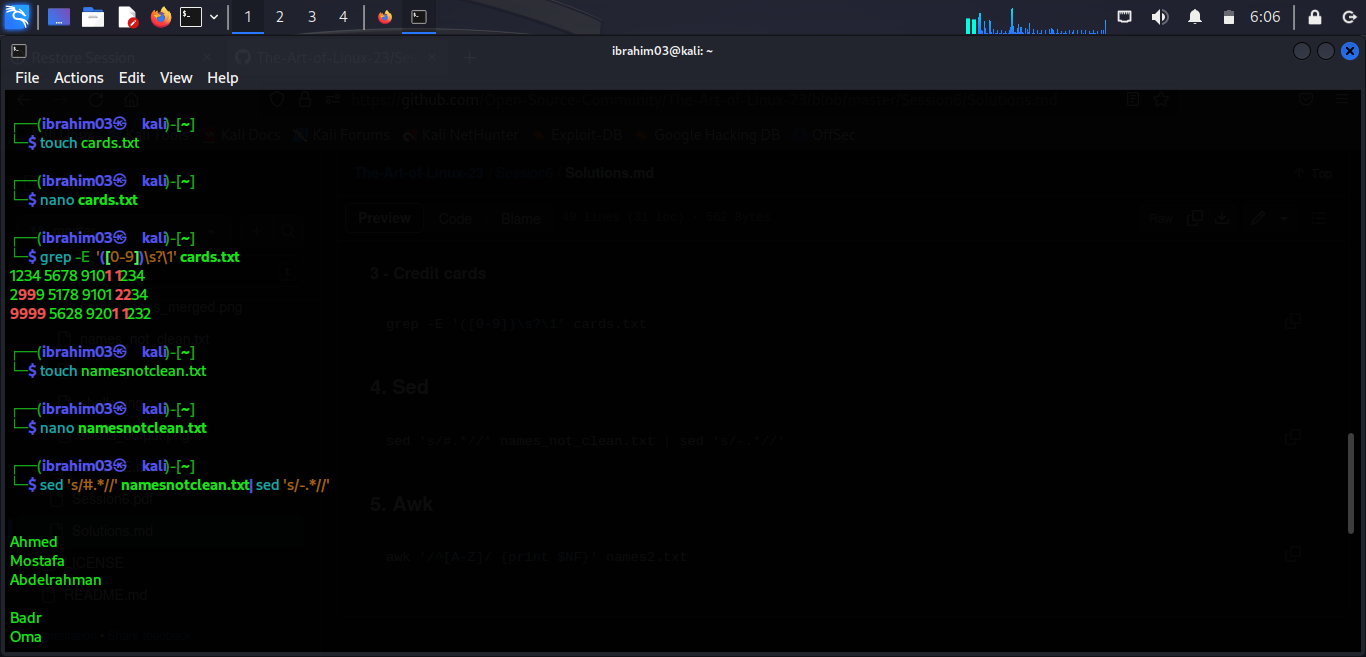 1 2 3 4 6:06
ibrahim03@kali: ~
Restore Session The-Art-of-Linux-23/Se
File Actions Edit View Help
Kali Docs Kali Forums Kali NetHunter Exploit-DB Google Hacking DB OffSec
┌──(ibrahim03㉿kali)-[~]
└─$ touch cards.txt
The-Art-of-Linux-23 / Session6 / Solutions.md Top
┌──(ibrahim03㉿kali)-[~]
└─$ nano cards.txt
Preview Code Blame Raw
┌──(ibrahim03㉿kali)-[~]
└─$ grep -E '([0-9])\s?\1' cards.txt
1234 5678 9101 1234
2999 5178 9101 2234
9999 5628 9201 1232
3 - Credit cards
_merged.png
grep -E '([0-9])\s?\1' cards.txt
names_not_clean.txt
┌──(ibrahim03㉿kali)-[~]
└─$ touch namesnotclean.txt
4. Sed
┌──(ibrahim03㉿kali)-[~]
└─$ nano namesnotclean.txt
sed 's/#.*//' names_not_clean.txt | sed 's/-.*//'
┌──(ibrahim03㉿kali)-[~]
└─$ sed 's/#.*//' namesnotclean.txt| sed 's/-.*//'
Sessions.pdf
5. Awk
Solutions.md
Ahmed
Mostafa
Abdelrahman
awk '/^[A-Z]/ {print $NF}' names2.txt
LICENSE
README.md
Badr
Oma